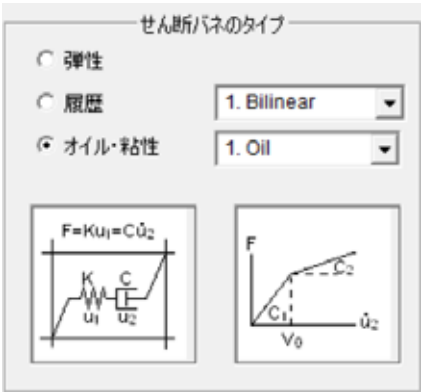 せん断バネのタイプ
弾性
履歴 1. Bilinear
オイル・粘性 1. Oil
F=Ku₁=Cu̇₂
K C
u₁ u₂
F
C₂
C₁
V₀ u̇₂